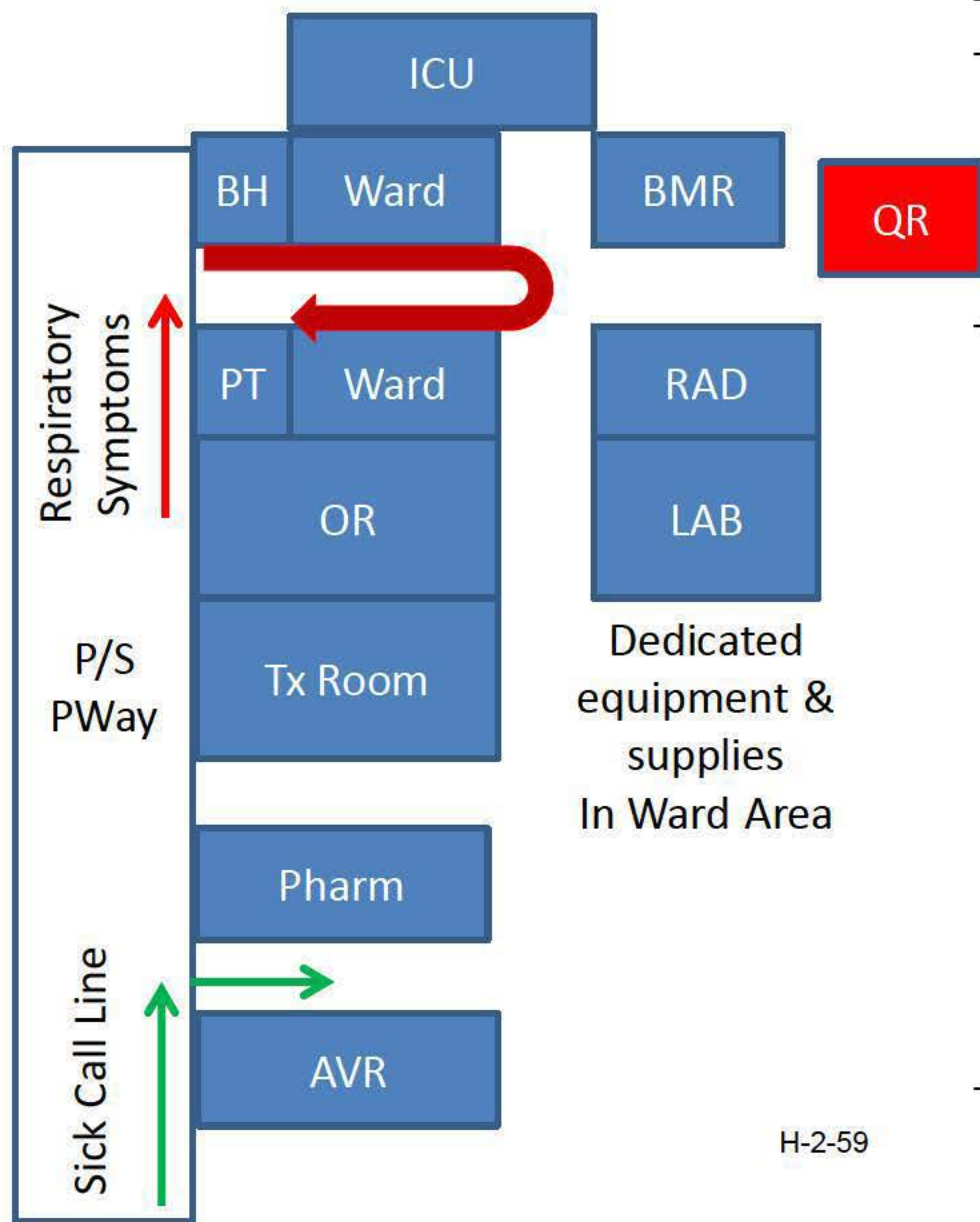 ICU
BH
Ward
BMR
QR
Respiratory
Symptoms
PT
Ward
RAD
OR
LAB
P/S
PWay
Tx Room
Dedicated
equipment &
supplies
In Ward Area
Pharm
Sick Call Line
AVR
H-2-59